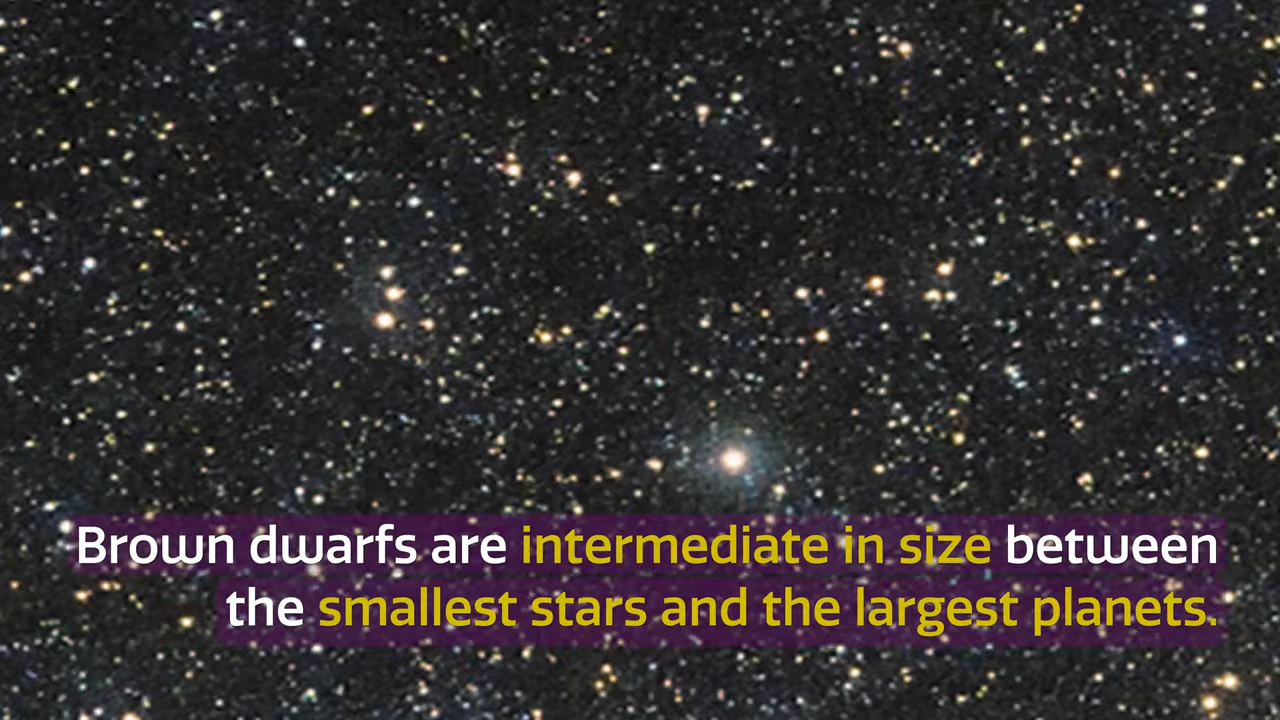 Brown dwarfs are intermediate in size between
the smallest stars and the largest planets.